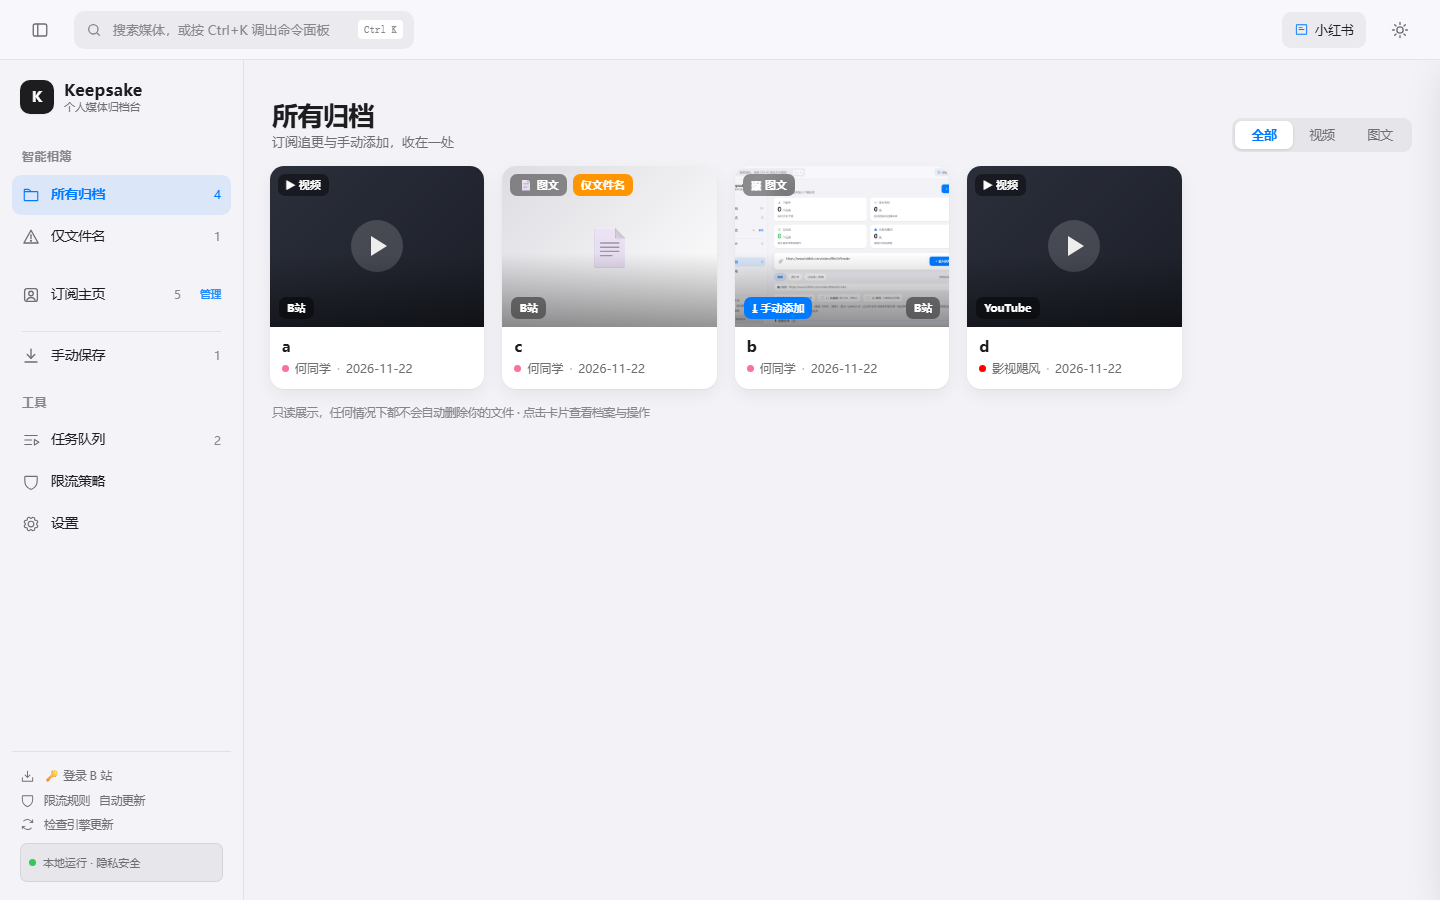 搜索媒体，或按 Ctrl+K 调出命令面板
Ctrl K
小红书
K
Keepsake
个人媒体归档台
智能相簿
所有归档 4
仅文件名 1
订阅主页 5 管理
手动保存 1
工具
任务队列 2
限流策略
设置
登录 B 站
限流规则 自动更新
检查引擎更新
本地运行 · 隐私安全
所有归档
订阅追更与手动添加，收在一处
全部
视频
图文
视频
B站
a
何同学 · 2026-11-22
图文
仅文件名
B站
c
何同学 · 2026-11-22
图文
手动添加
B站
b
何同学 · 2026-11-22
视频
YouTube
d
影视飓风 · 2026-11-22
只读展示，任何情况下都不会自动删除你的文件 · 点击卡片查看档案与操作